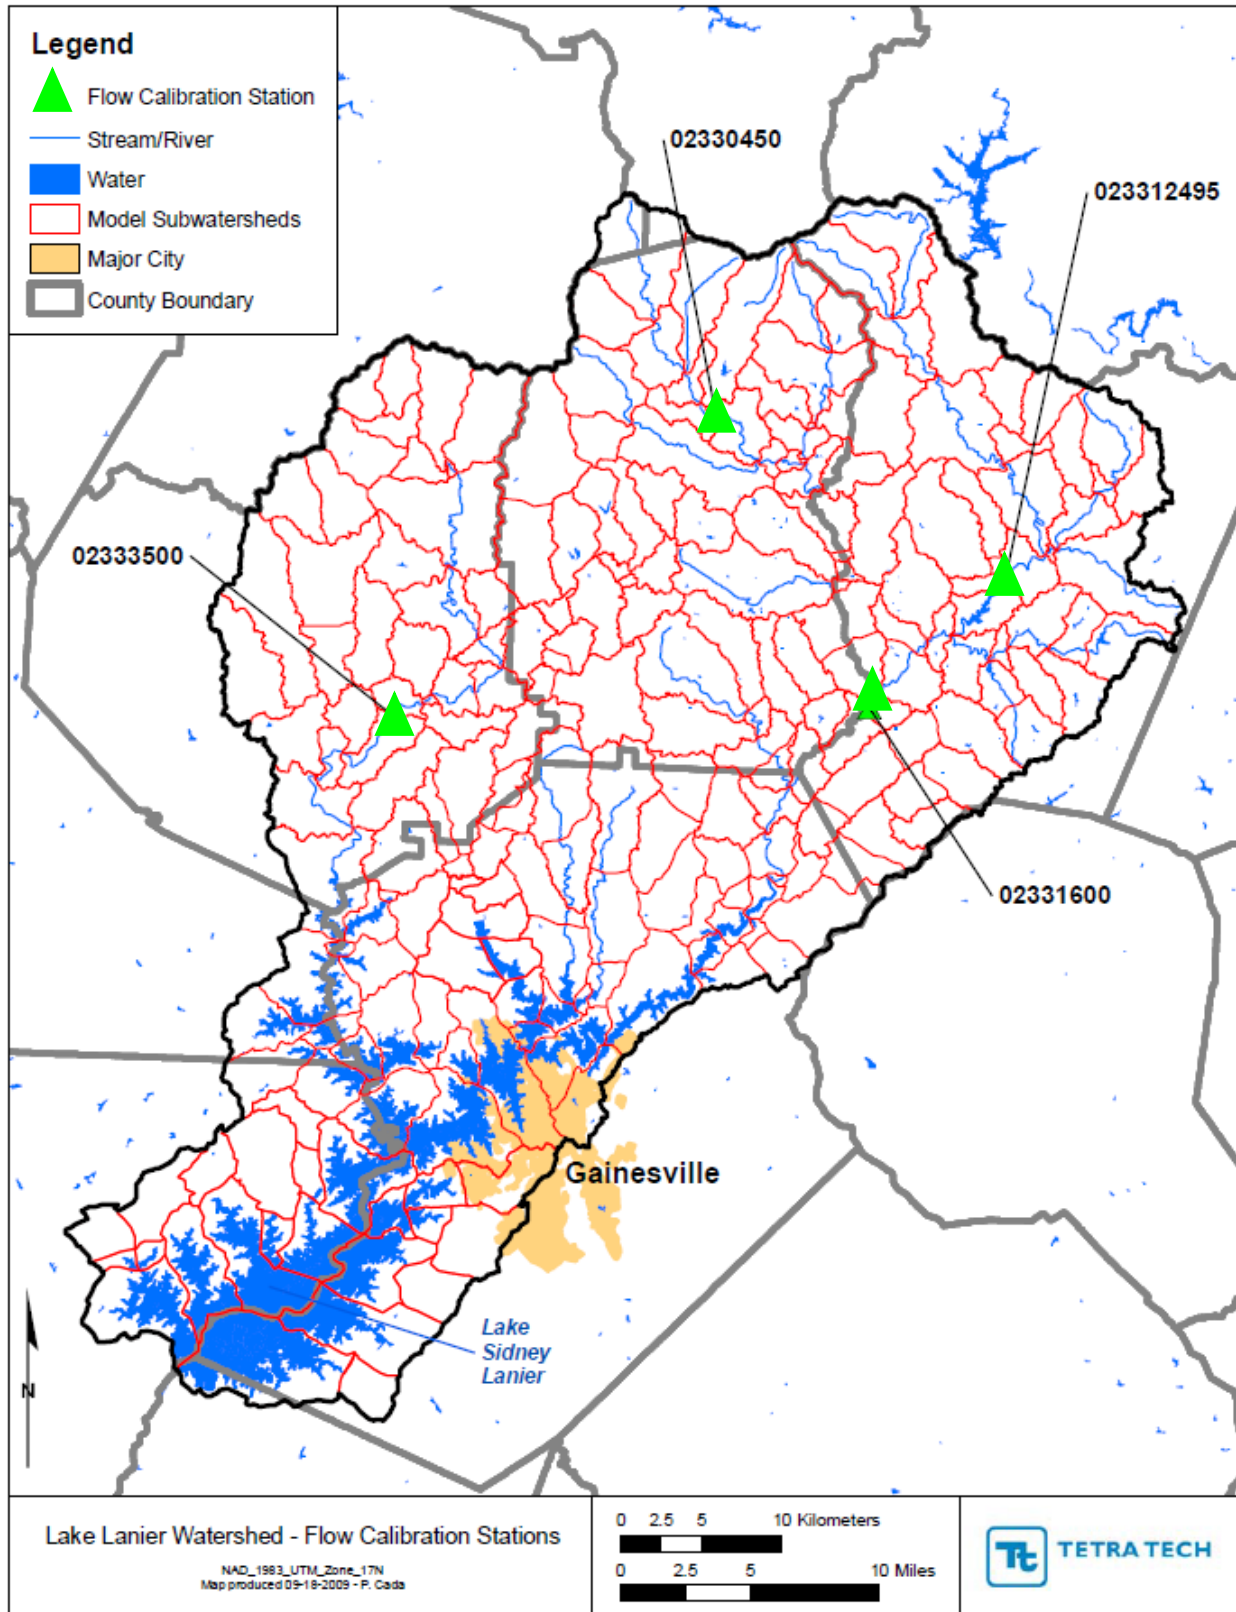 Legend
Flow Calibration Station
Stream/River
Water
Model Subwatersheds
Major City
County Boundary
02330450
023312495
02333500
02331600
Gainesville
Lake
Sidney
Lanier
N
Lake Lanier Watershed - Flow Calibration Stations
NAD_1983_UTM_Zone_17N
Map produced 09-18-2009 - P. Cada
0 2.5 5 10 Kilometers
0 2.5 5 10 Miles
Tt
TETRA TECH